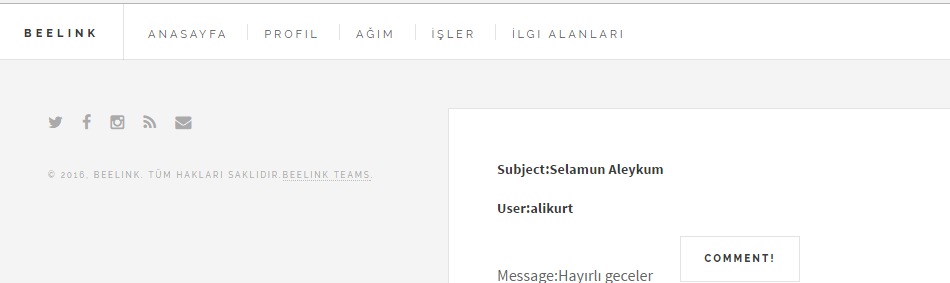 BEELINK ANASAYFA PROFIL AĞIM İŞLER İLGI ALANLARI
© 2016, BEELINK. TÜM HAKLARI SAKLIDIR.BEELINK TEAMS.
Subject:Selamun Aleykum
User:alikurt
COMMENT!
Message:Hayırlı geceler